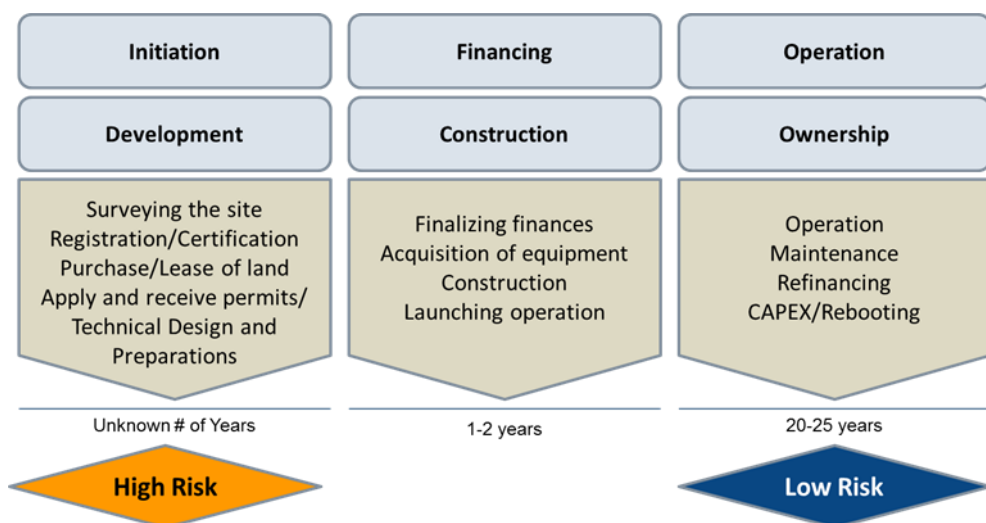 Initiation
Financing
Operation
Development
Construction
Ownership
Surveying the site
Registration/Certification
Purchase/Lease of land
Apply and receive permits/
Technical Design and
Preparations
Finalizing finances
Acquisition of equipment
Construction
Launching operation
Operation
Maintenance
Refinancing
CAPEX/Rebooting
Unknown # of Years
1-2 years
20-25 years
High Risk
Low Risk